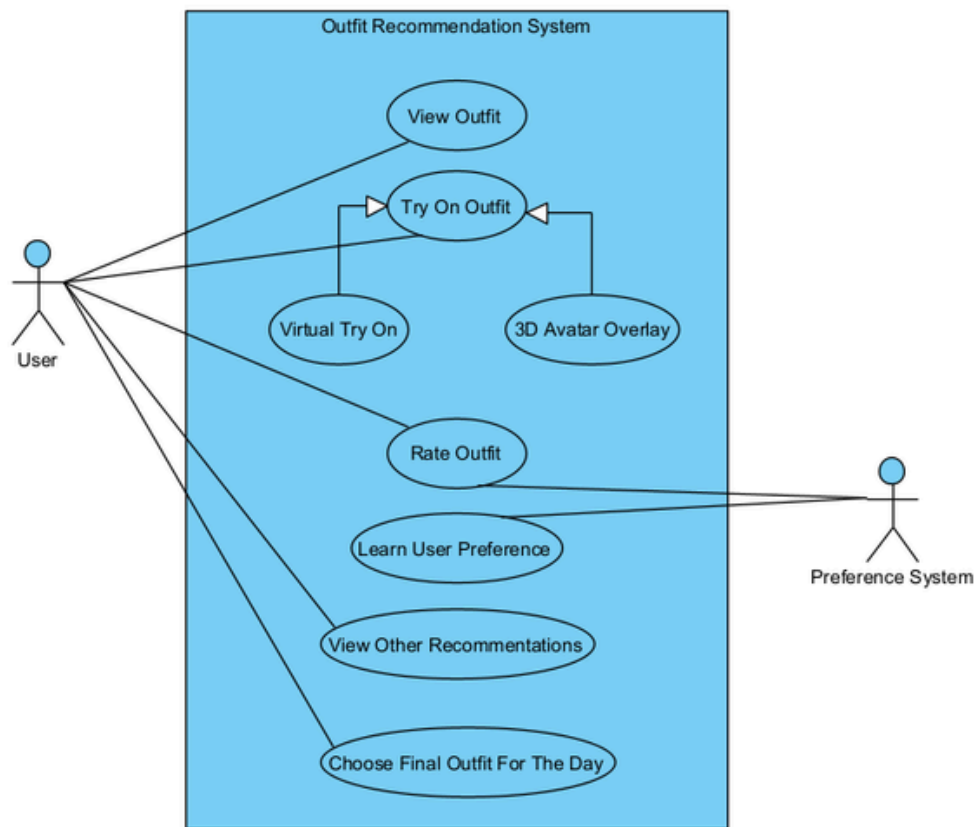 Outfit Recommendation System
View Outfit
Try On Outfit
Virtual Try On
3D Avatar Overlay
User
Rate Outfit
Learn User Preference
Preference System
View Other Recommentations
Choose Final Outfit For The Day